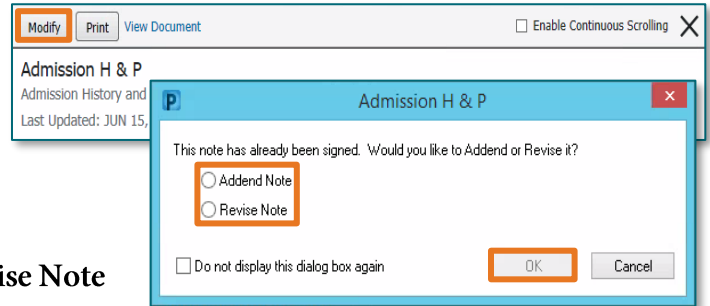 Modify Print View Document Enable Continuous Scrolling
Admission H & P
Admission History and
Last Updated: JUN 15,
P Admission H & P
This note has already been signed. Would you like to Addend or Revise it?
Addend Note
Revise Note
Do not display this dialog box again OK Cancel
ise Note